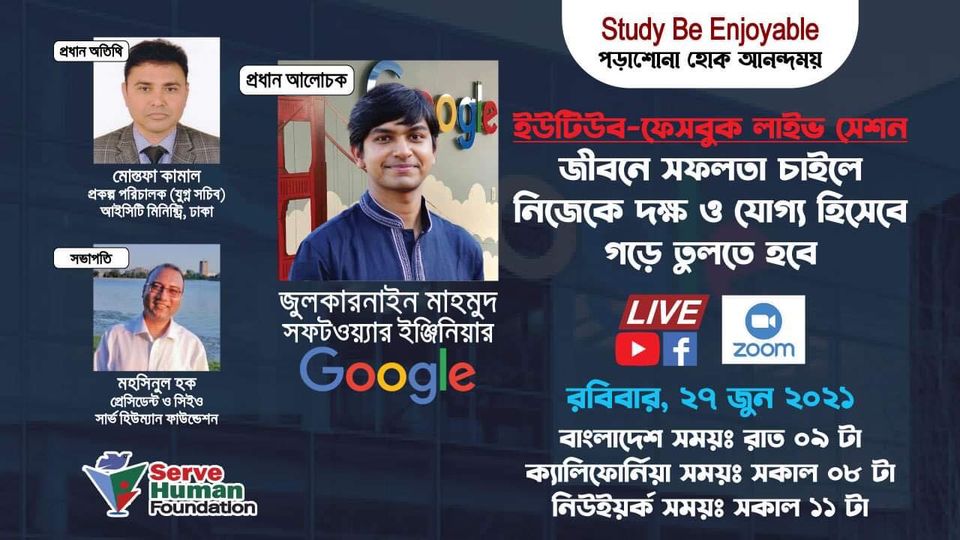 প্রধান অতিথি
মোস্তফা কামাল
প্রকল্প পরিচালক (যুগ্ন সচিব)
আইসিটি মিনিস্ট্রি, ঢাকা
সভাপতি
মহসিনুল হক
প্রেসিডেন্ট ও সিইও
সার্ভ হিউম্যান ফাউন্ডেশন
Serve
Human
Foundation
প্রধান আলোচক
Google
জুলকারনাইন মাহমুদ
সফটওয়্যার ইঞ্জিনিয়ার
Google
Study Be Enjoyable
পড়াশোনা হোক আনন্দময়
ইউটিউব-ফেসবুক লাইভ সেশন
জীবনে সফলতা চাইলে
নিজেকে দক্ষ ও যোগ্য হিসেবে
গড়ে তুলতে হবে
LIVE
zoom
রবিবার, ২৭ জুন ২০২১
বাংলাদেশ সময়ঃ রাত ০৯ টা
ক্যালিফোর্নিয়া সময়ঃ সকাল ০৮ টা
নিউইয়র্ক সময়ঃ সকাল ১১ টা